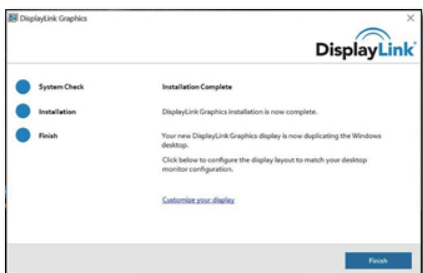 DisplayLink Graphics
DisplayLink
System Check
Installation
Finish
Installation Complete
DisplayLink Graphics installation is now complete.
Your new DisplayLink Graphics display is now duplicating the Windows
desktop.
Click below to configure the display layout to match your desktop
monitor configuration.
Customize your display
Finish